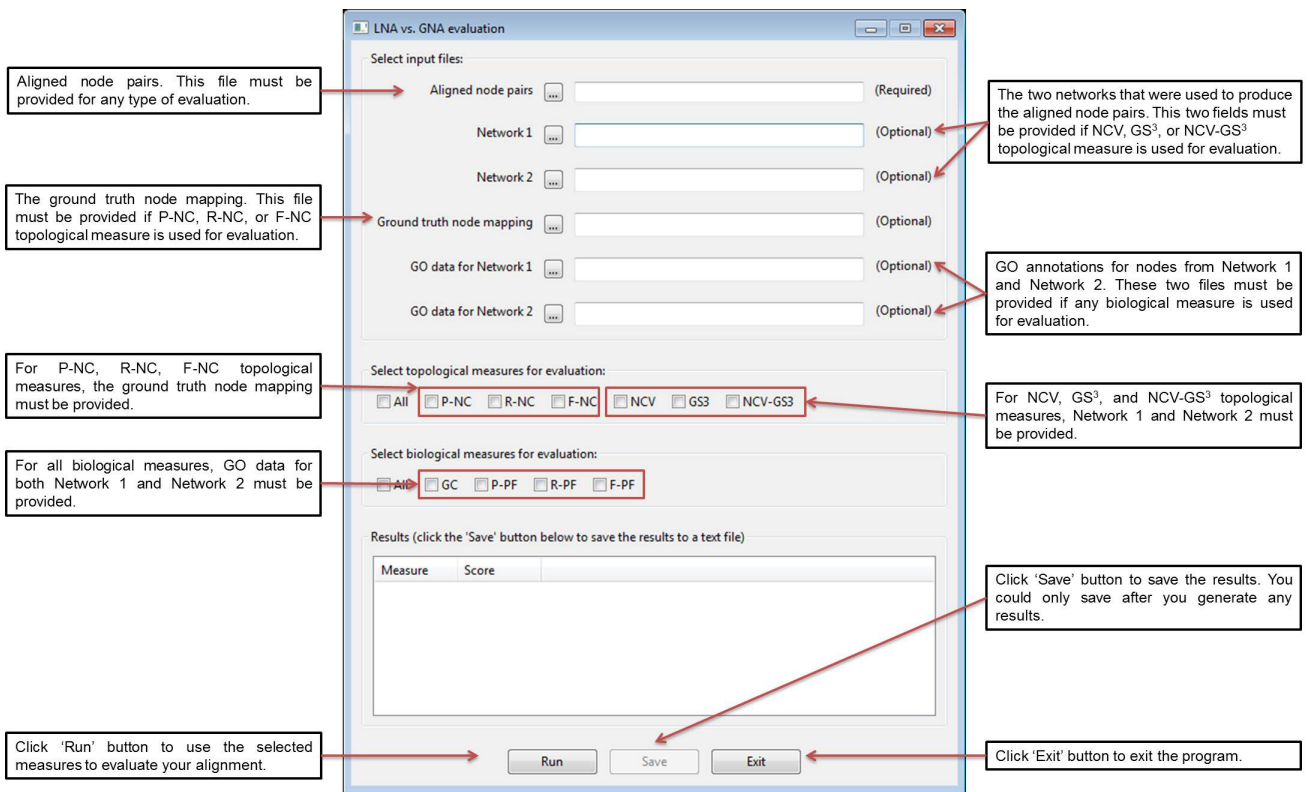 LNA vs. GNA evaluation
Select input files:
Aligned node pairs. This file must be
provided for any type of evaluation.
Aligned node pairs ... (Required)
Network 1 ... (Optional)
Network 2 ... (Optional)
The two networks that were used to produce
the aligned node pairs. This two fields must
be provided if NCV, GS³, or NCV-GS³
topological measure is used for evaluation.
The ground truth node mapping. This file
must be provided if P-NC, R-NC, or F-NC
topological measure is used for evaluation.
Ground truth node mapping ... (Optional)
GO data for Network 1 ... (Optional)
GO data for Network 2 ... (Optional)
GO annotations for nodes from Network 1
and Network 2. These two files must be
provided if any biological measure is used
for evaluation.
For P-NC, R-NC, F-NC topological
measures, the ground truth node mapping
must be provided.
Select topological measures for evaluation:
All P-NC R-NC F-NC NCV GS3 NCV-GS3
For NCV, GS³, and NCV-GS³ topological
measures, Network 1 and Network 2 must
be provided.
For all biological measures, GO data for
both Network 1 and Network 2 must be
provided.
Select biological measures for evaluation:
All GC P-PF R-PF F-PF
Results (click the 'Save' button below to save the results to a text file)
Measure Score
Click ‘Save’ button to save the results. You
could only save after you generate any
results.
Click ‘Run’ button to use the selected
measures to evaluate your alignment.
Run Save Exit
Click ‘Exit’ button to exit the program.